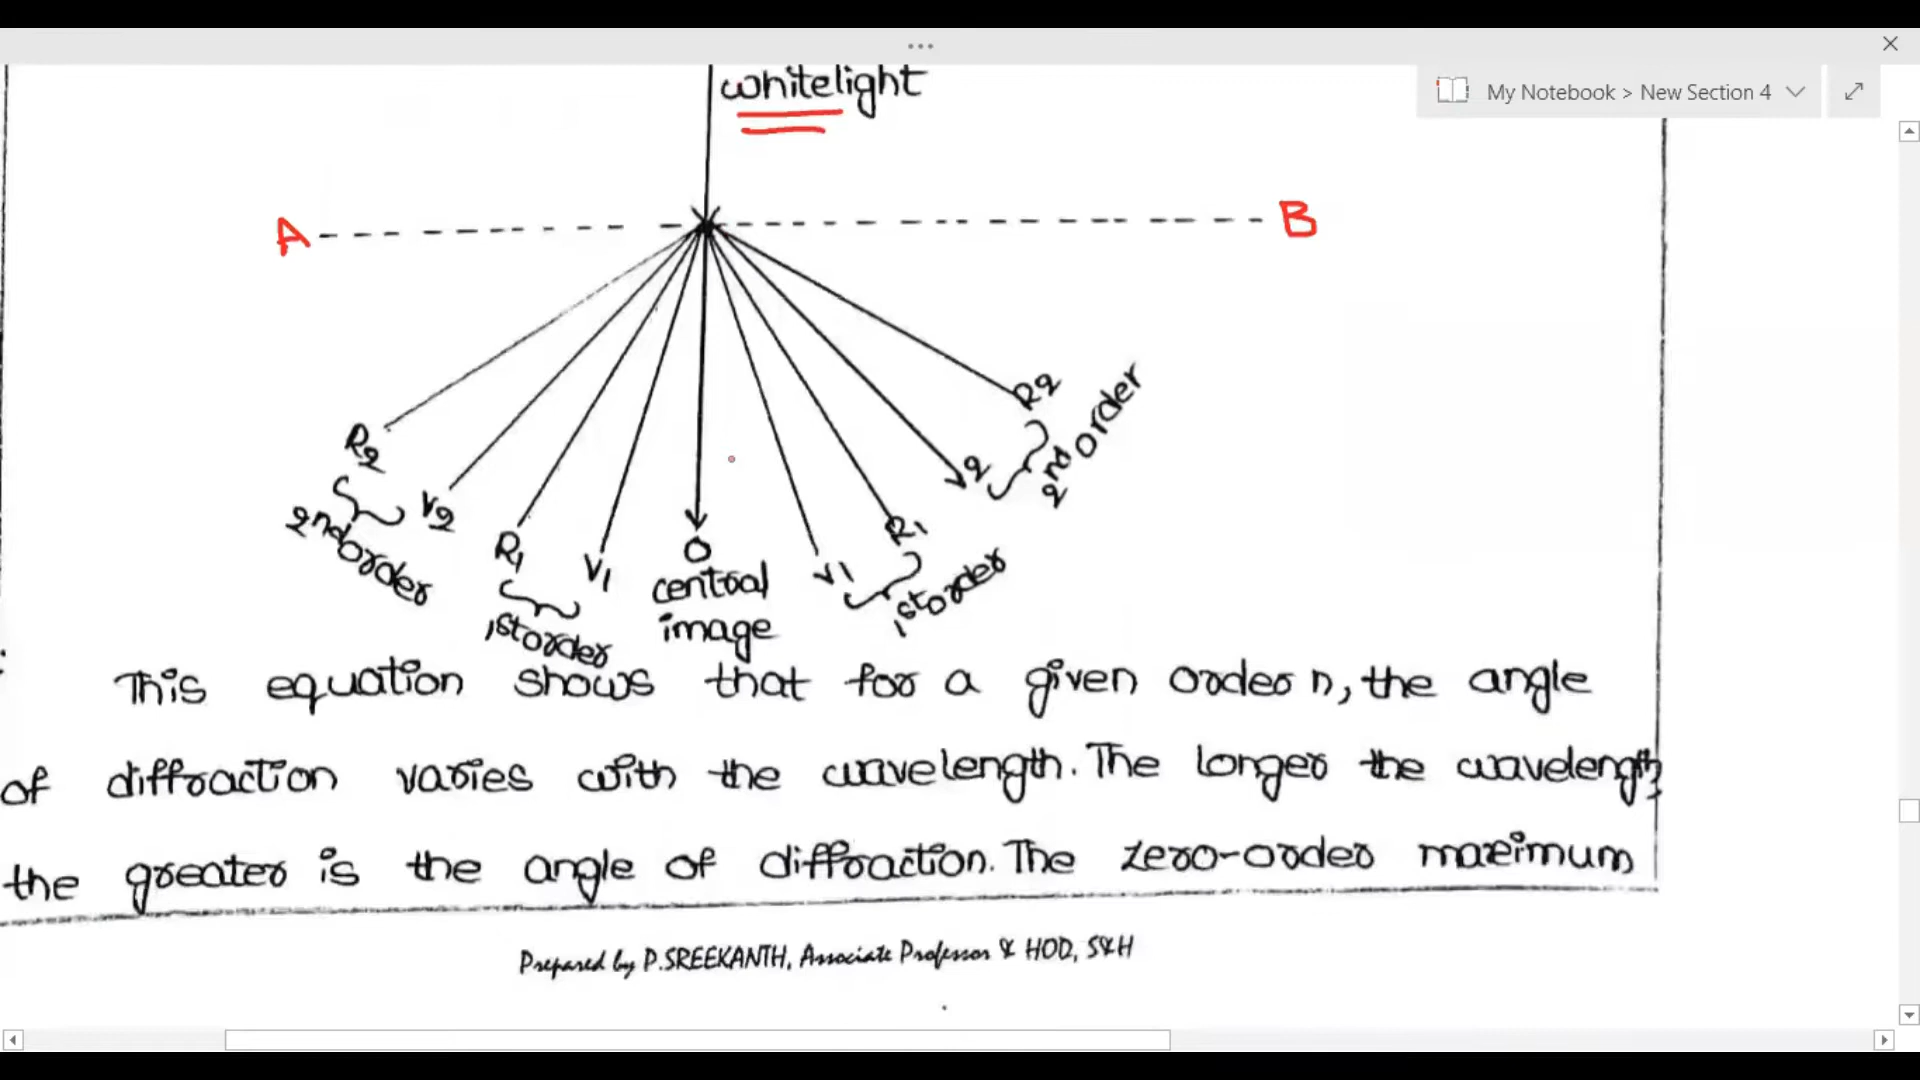 My Notebook > New Section 4
whitelight
A
B
R2
2nd order
V2
R2
2nd order
V2
R1
1st order
V1
R1
1st order
V1
O
central
image
This equation shows that for a given order n, the angle
of diffraction varies with the wavelength. The longer the wavelength,
the greater is the angle of diffraction. The zero-order maximum
Prepared by P.SREEKANTH, Associate Professor & HOD, S&H